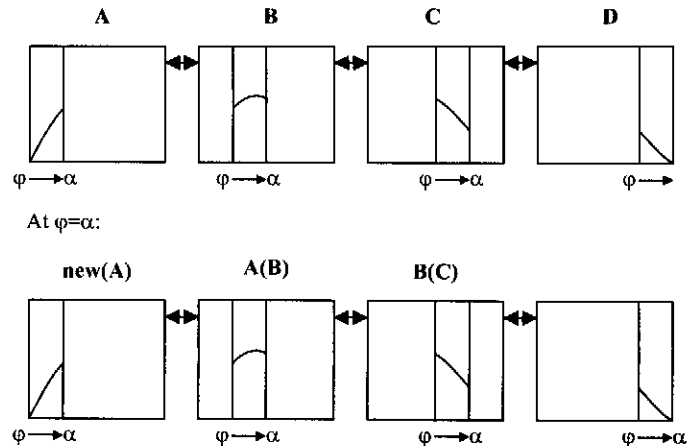 A B C D
φ→α φ→α φ→α φ→
At φ=α:
new(A) A(B) B(C)
φ→α φ→α φ→α φ→α